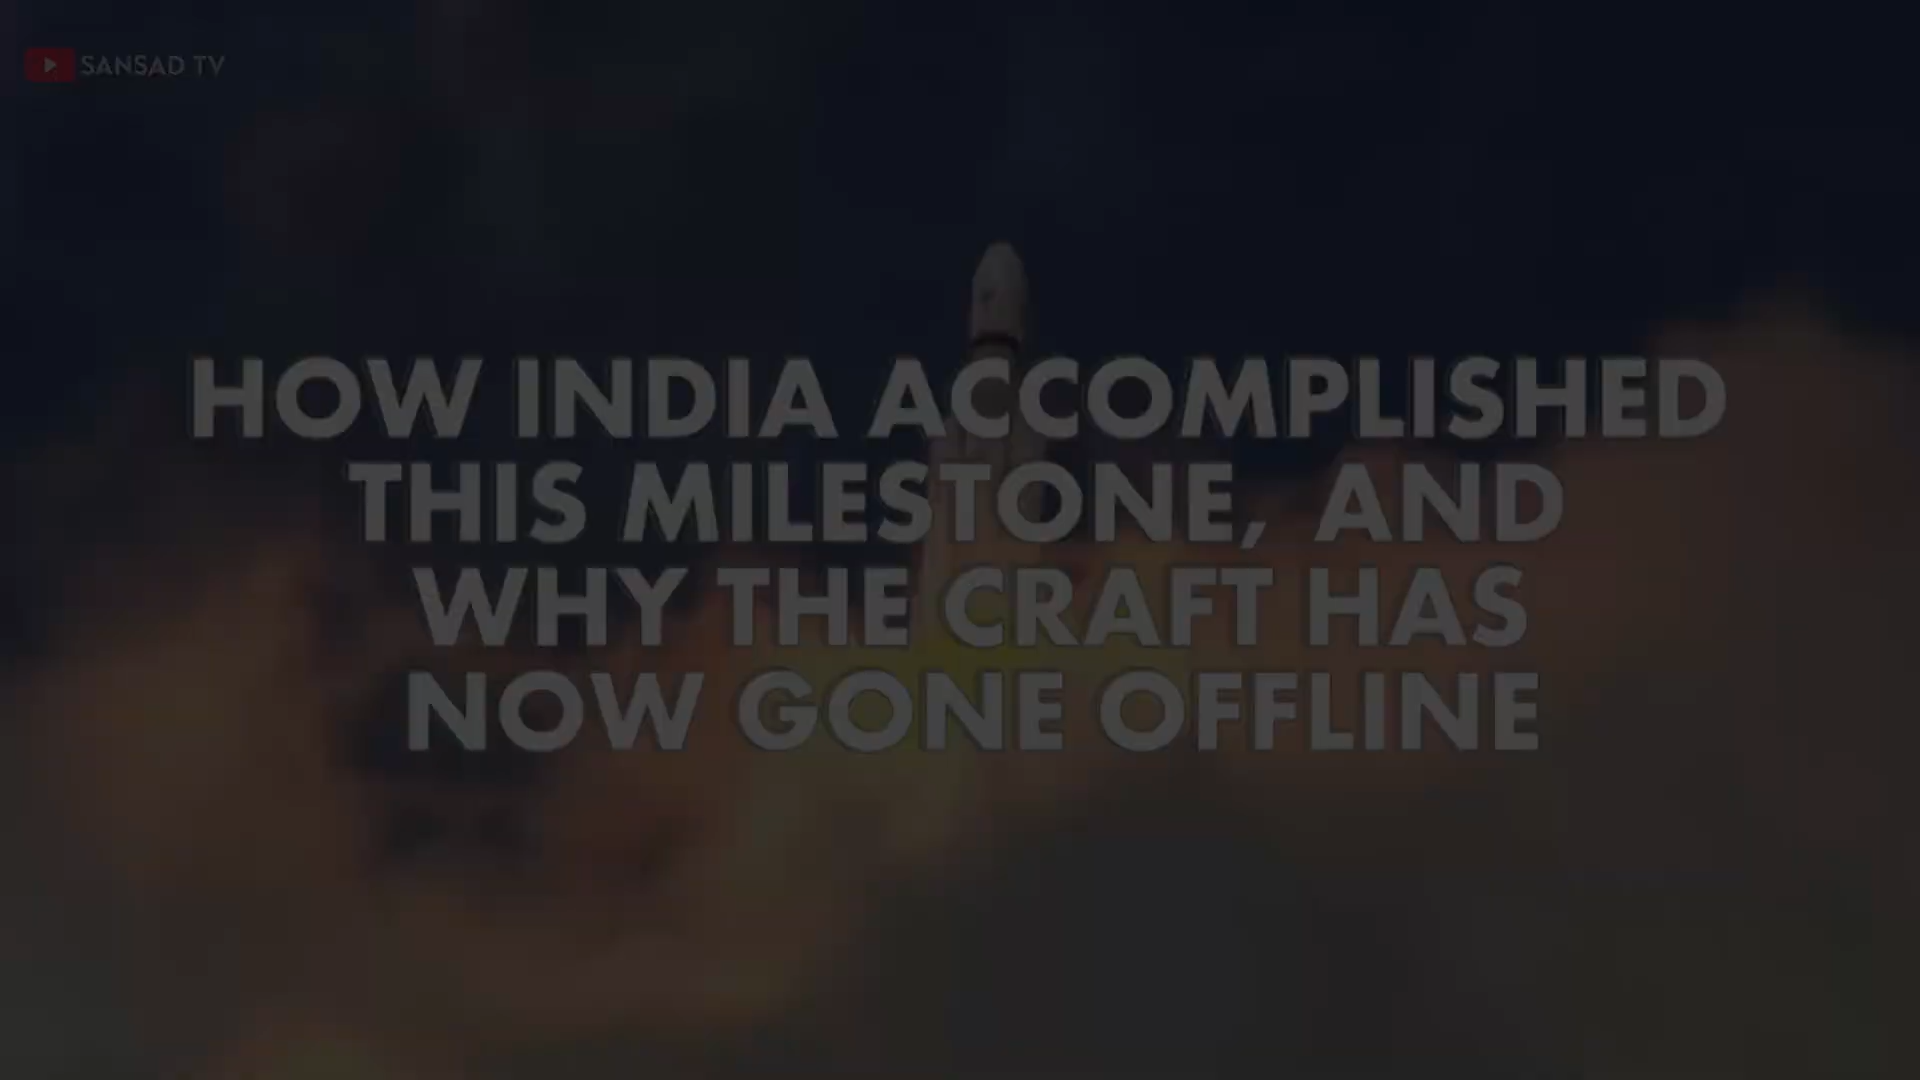 SANSAD TV
HOW INDIA ACCOMPLISHED
THIS MILESTONE, AND
WHY THE CRAFT HAS
NOW GONE OFFLINE